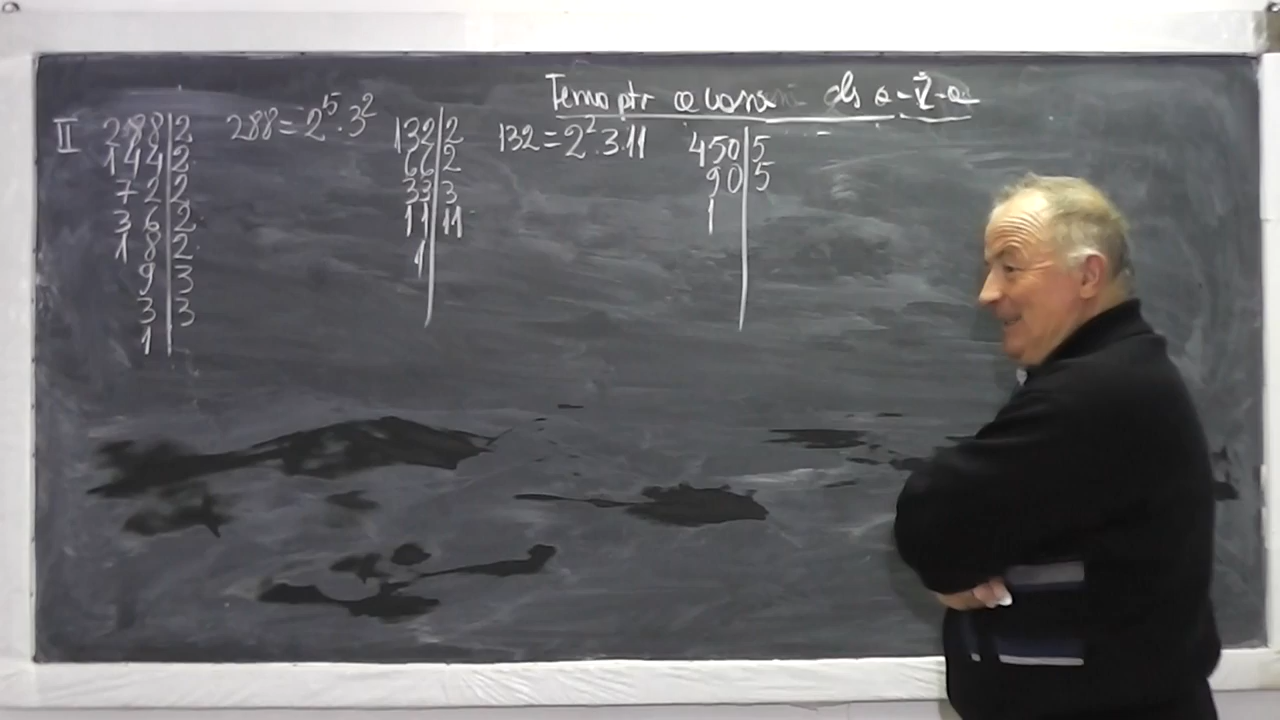 Tema ptr acasa cls a-V-a
II 288|2 288=2⁵·3² 132|2 132=2²·3·11 450|5
144|2 66|2 90|5
72|2 33|3 1
36|2 11|11
18|2 1
9|3
3|3
1